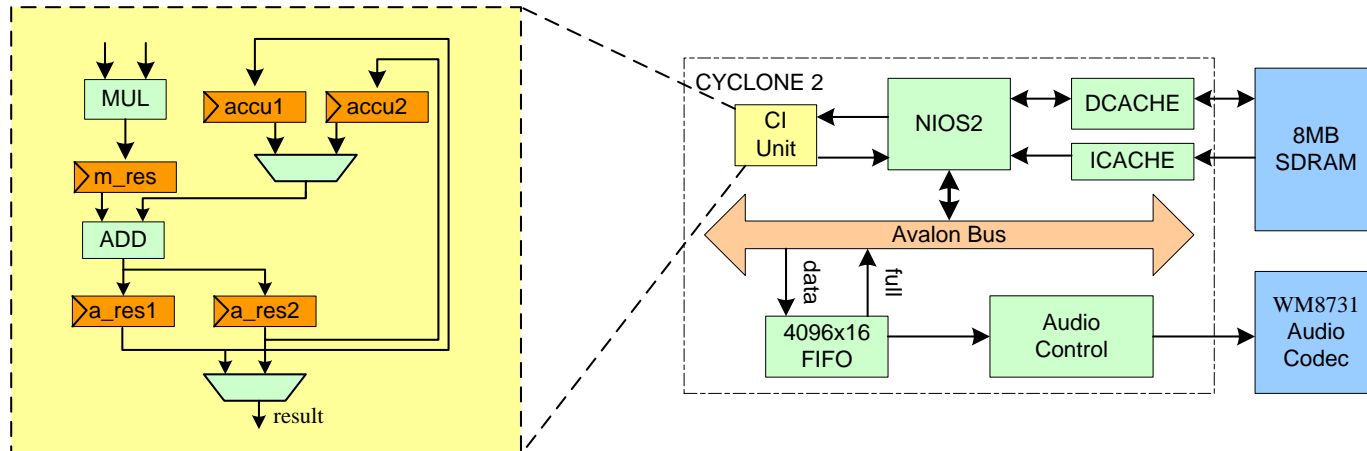 MUL
accu1
accu2
m_res
ADD
a_res1
a_res2
result
CYCLONE 2
CI
Unit
NIOS2
DCACHE
ICACHE
8MB
SDRAM
Avalon Bus
data
full
4096x16
FIFO
Audio
Control
WM8731
Audio
Codec